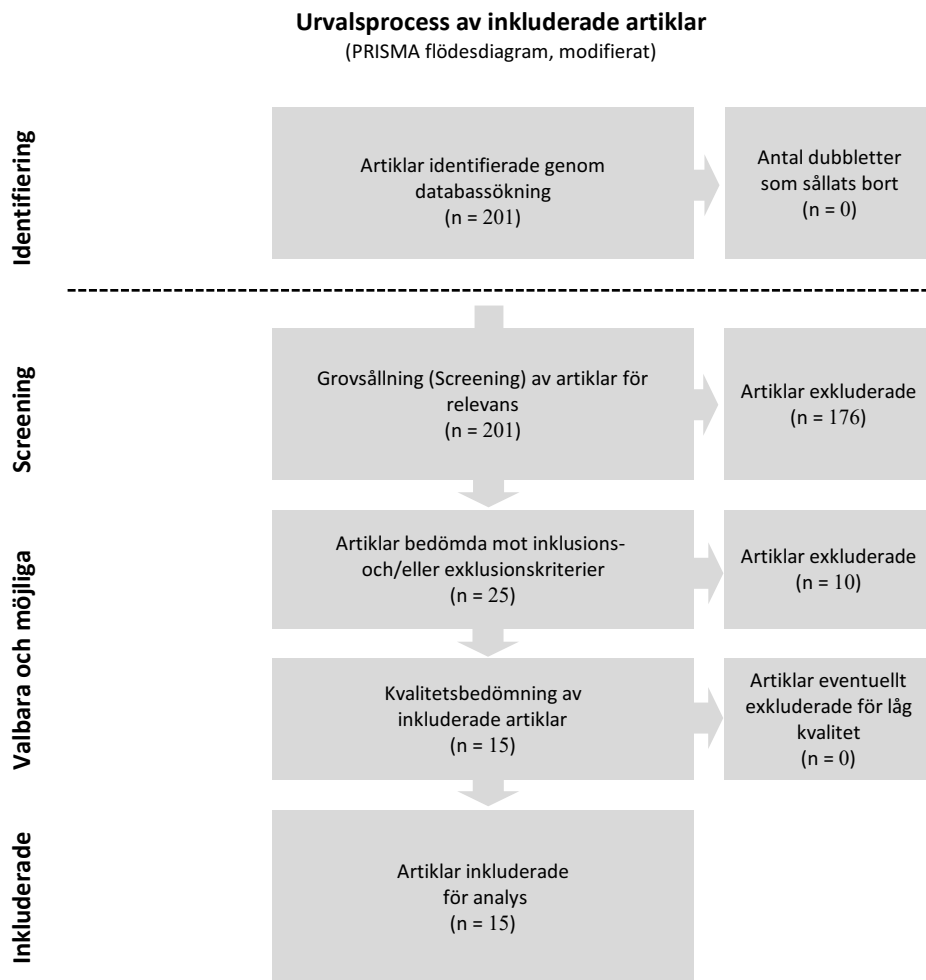 Urvalsprocess av inkluderade artiklar
(PRISMA flödesdiagram, modifierat)
Identifiering
Artiklar identifierade genom
databassökning
(n = 201)
Antal dubbletter
som sållats bort
(n = 0)
Screening
Grovsållning (Screening) av artiklar för
relevans
(n = 201)
Artiklar exkluderade
(n = 176)
Valbara och möjliga
Artiklar bedömda mot inklusions-
och/eller exklusionskriterier
(n = 25)
Artiklar exkluderade
(n = 10)
Kvalitetsbedömning av
inkluderade artiklar
(n = 15)
Artiklar eventuellt
exkluderade för låg
kvalitet
(n = 0)
Inkluderade
Artiklar inkluderade
för analys
(n = 15)